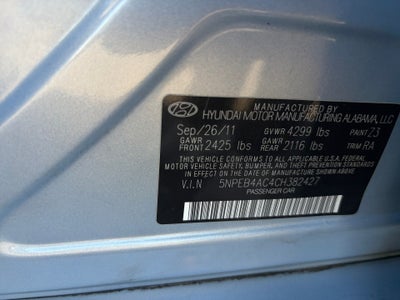 MANUFACTURED BY
HYUNDAI MOTOR MANUFACTURING ALABAMA, LLC
Sep/26/11 GVWR 4299 lbs PAINT Z3
GAWR FRONT 2425 lbs GAWR REAR 2116 lbs TRIM RA
THIS VEHICLE CONFORMS TO ALL APPLICABLE U.S.A. FEDERAL
MOTOR VEHICLE SAFETY, BUMPER, AND THEFT PREVENTION STANDARDS
IN EFFECT ON THE DATE OF MANUFACTURE SHOWN ABOVE.
V.I.N 5NPEB4AC4CH382427
PASSENGER CAR